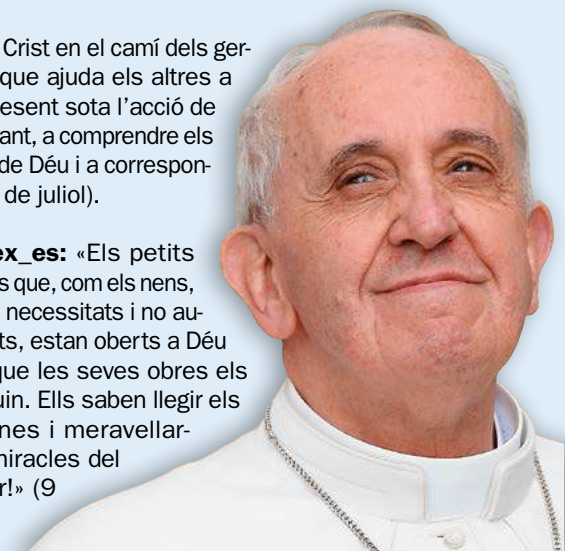 Crist en el camí dels ger-
que ajuda els altres a
esent sota l’acció de
ant, a comprendre els
de Déu i a correspon-
de juliol).
ex_es: «Els petits
s que, com els nens,
necessitats i no au-
ts, estan oberts a Déu
que les seves obres els
uin. Ells saben llegir els
nes i meravellar-
miracles del
r!» (9